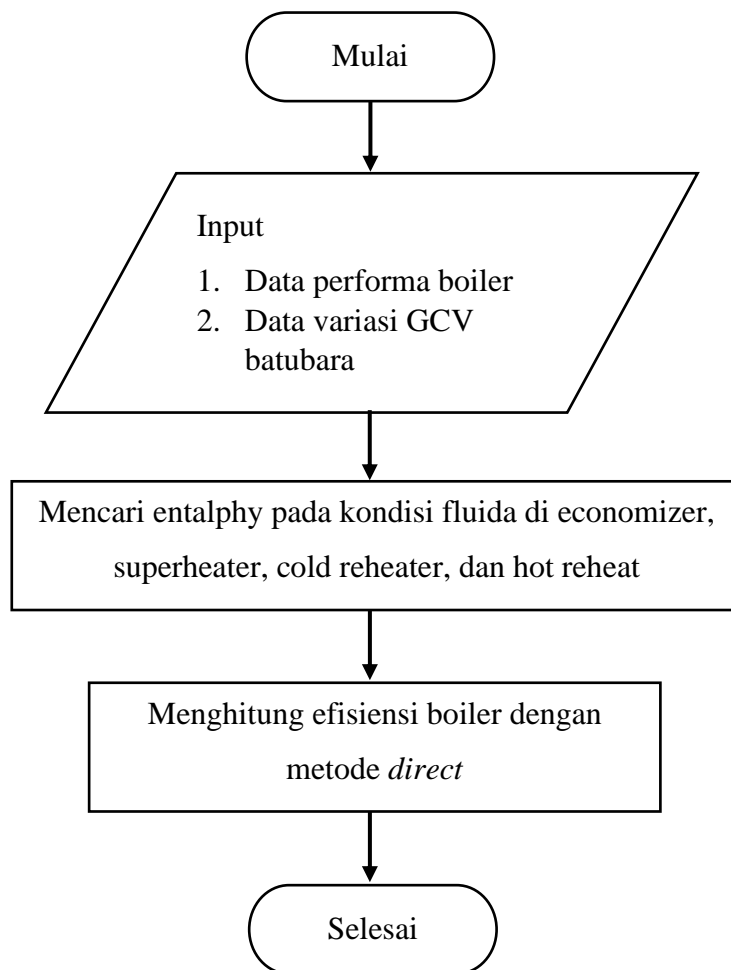 Mulai
Input
1. Data performa boiler
2. Data variasi GCV
batubara
Mencari entalphy pada kondisi fluida di economizer,
superheater, cold reheater, dan hot reheat
Menghitung efisiensi boiler dengan
metode direct
Selesai